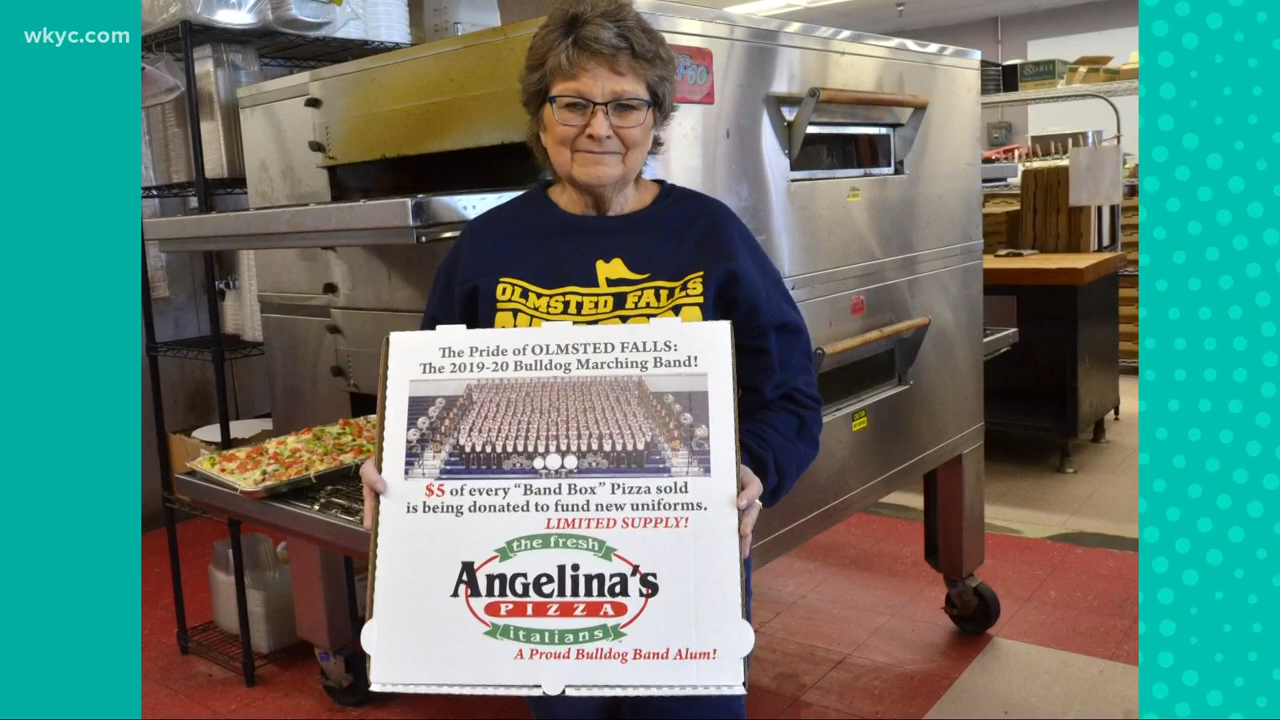 wkyc.com
60
OLMSTED FALLS
The Pride of OLMSTED FALLS:
The 2019-20 Bulldog Marching Band!
$5 of every “Band Box” Pizza sold
is being donated to fund new uniforms.
LIMITED SUPPLY!
the fresh
Angelina's
PIZZA
italians
A Proud Bulldog Band Alum!